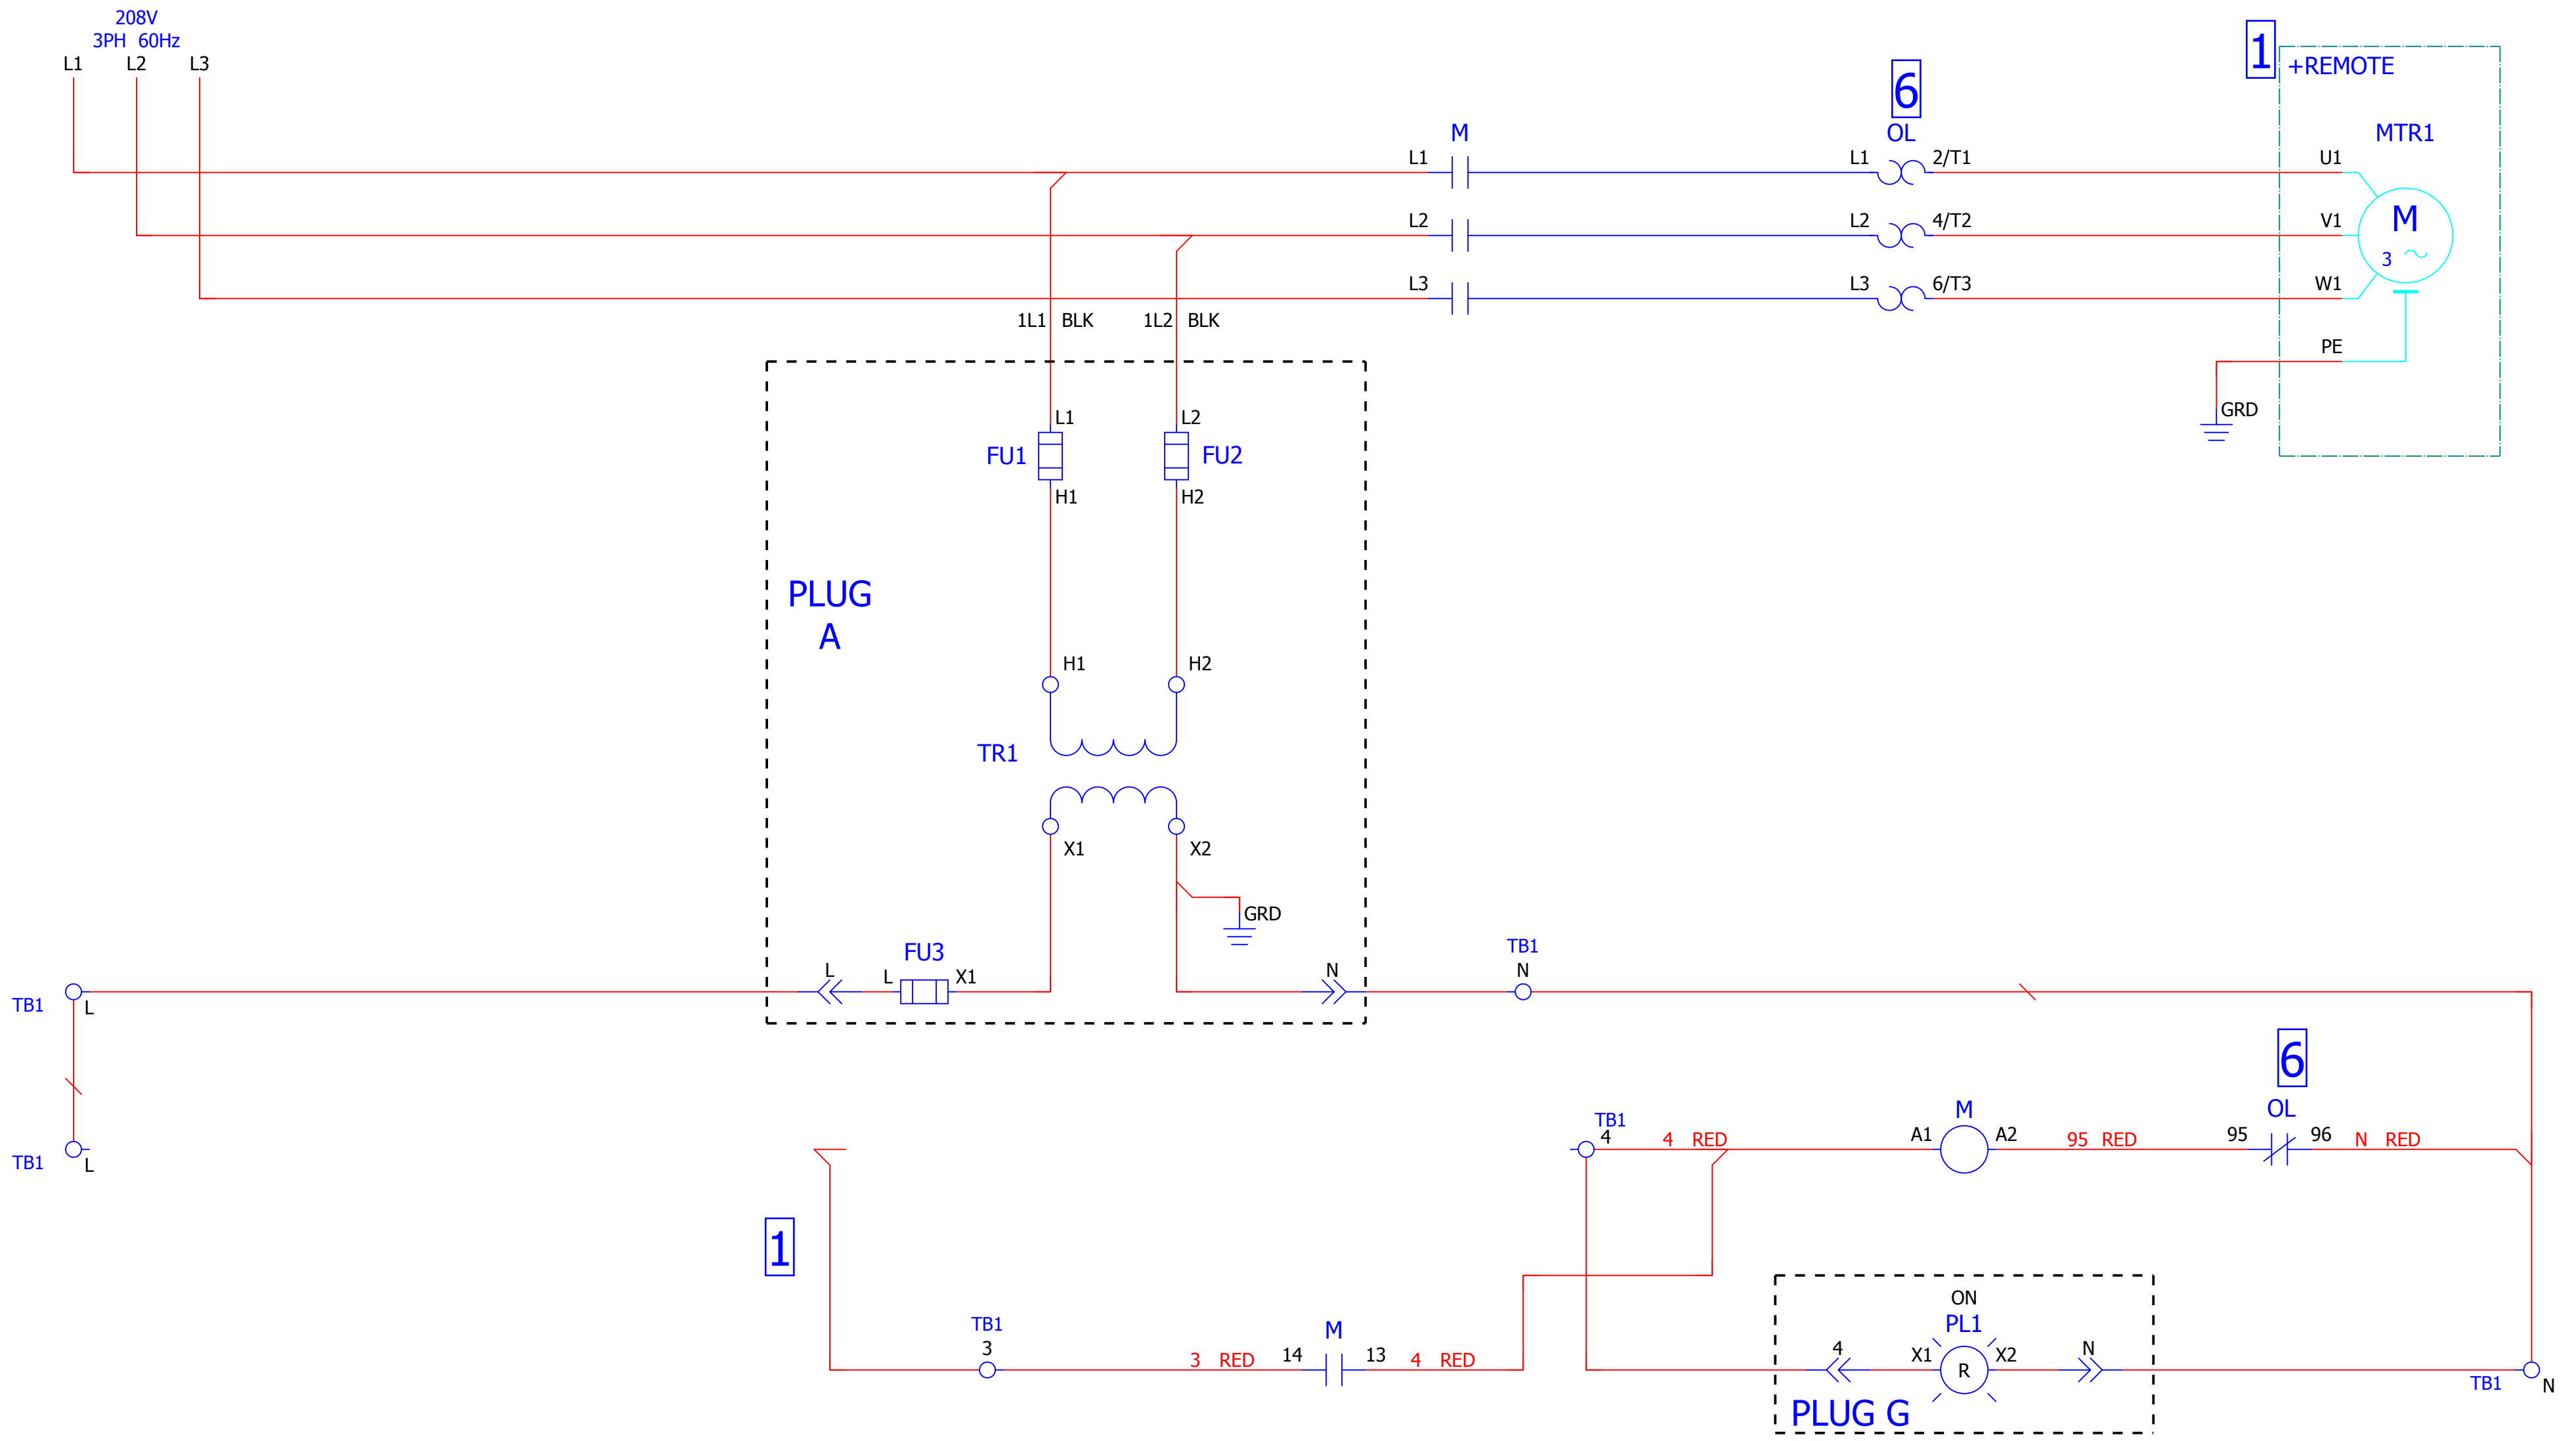 208V
3PH 60Hz
L1 L2 L3
1
+REMOTE
6
OL
M
MTR1
L1
L1 2/T1
U1
L2
L2 4/T2
V1
M
3
L3
L3 6/T3
W1
1L1 BLK 1L2 BLK
PE
GRD
L1 L2
FU1 FU2
H1 H2
PLUG
A
H1 H2
TR1
X1 X2
GRD
FU3
L L X1
N
TB1
N
TB1
L
6
OL
TB1
L
TB1
4
4 RED
M
A1 A2
95 RED
95 96
N RED
1
TB1
3
3 RED
M
14 13
4 RED
ON
PL1
4 X1 R X2 N
PLUG G
TB1
N